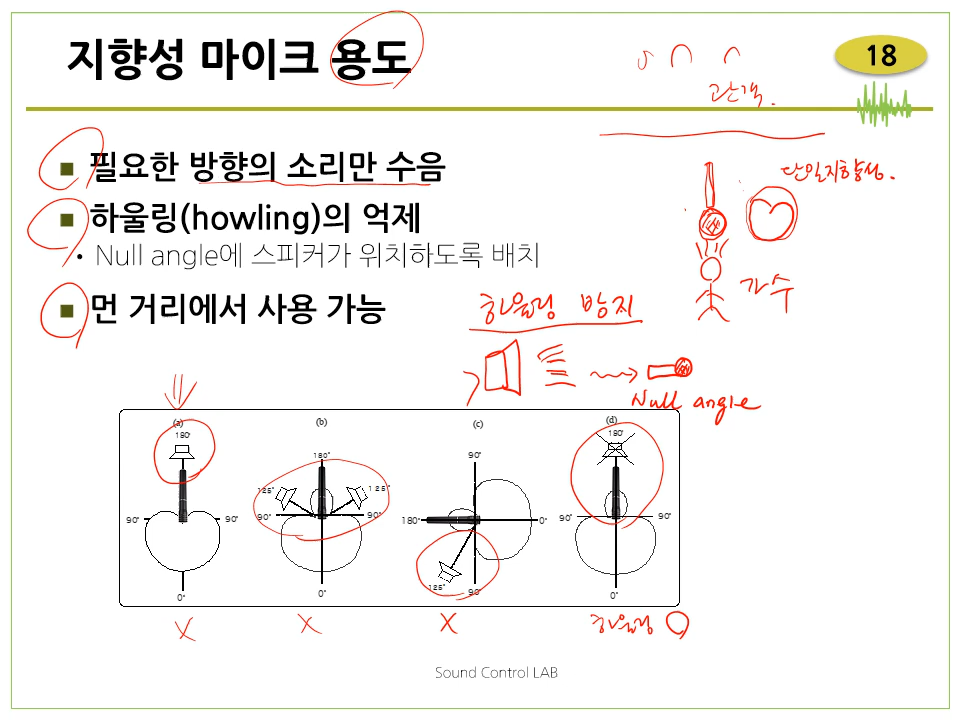 지향성 마이크 용도
18
관객.
필요한 방향의 소리만 수음
단일지향성.
하울링(howling)의 억제
• Null angle에 스피커가 위치하도록 배치
가수
먼 거리에서 사용 가능
하울링 방지
Null angle
(a)
180°
90°
90°
0°
(b)
180°
125°
125°
90°
90°
0°
(c)
90°
180°
0°
125°
90°
(d)
180°
90°
90°
0°
X
X
X
하울링 O
Sound Control LAB